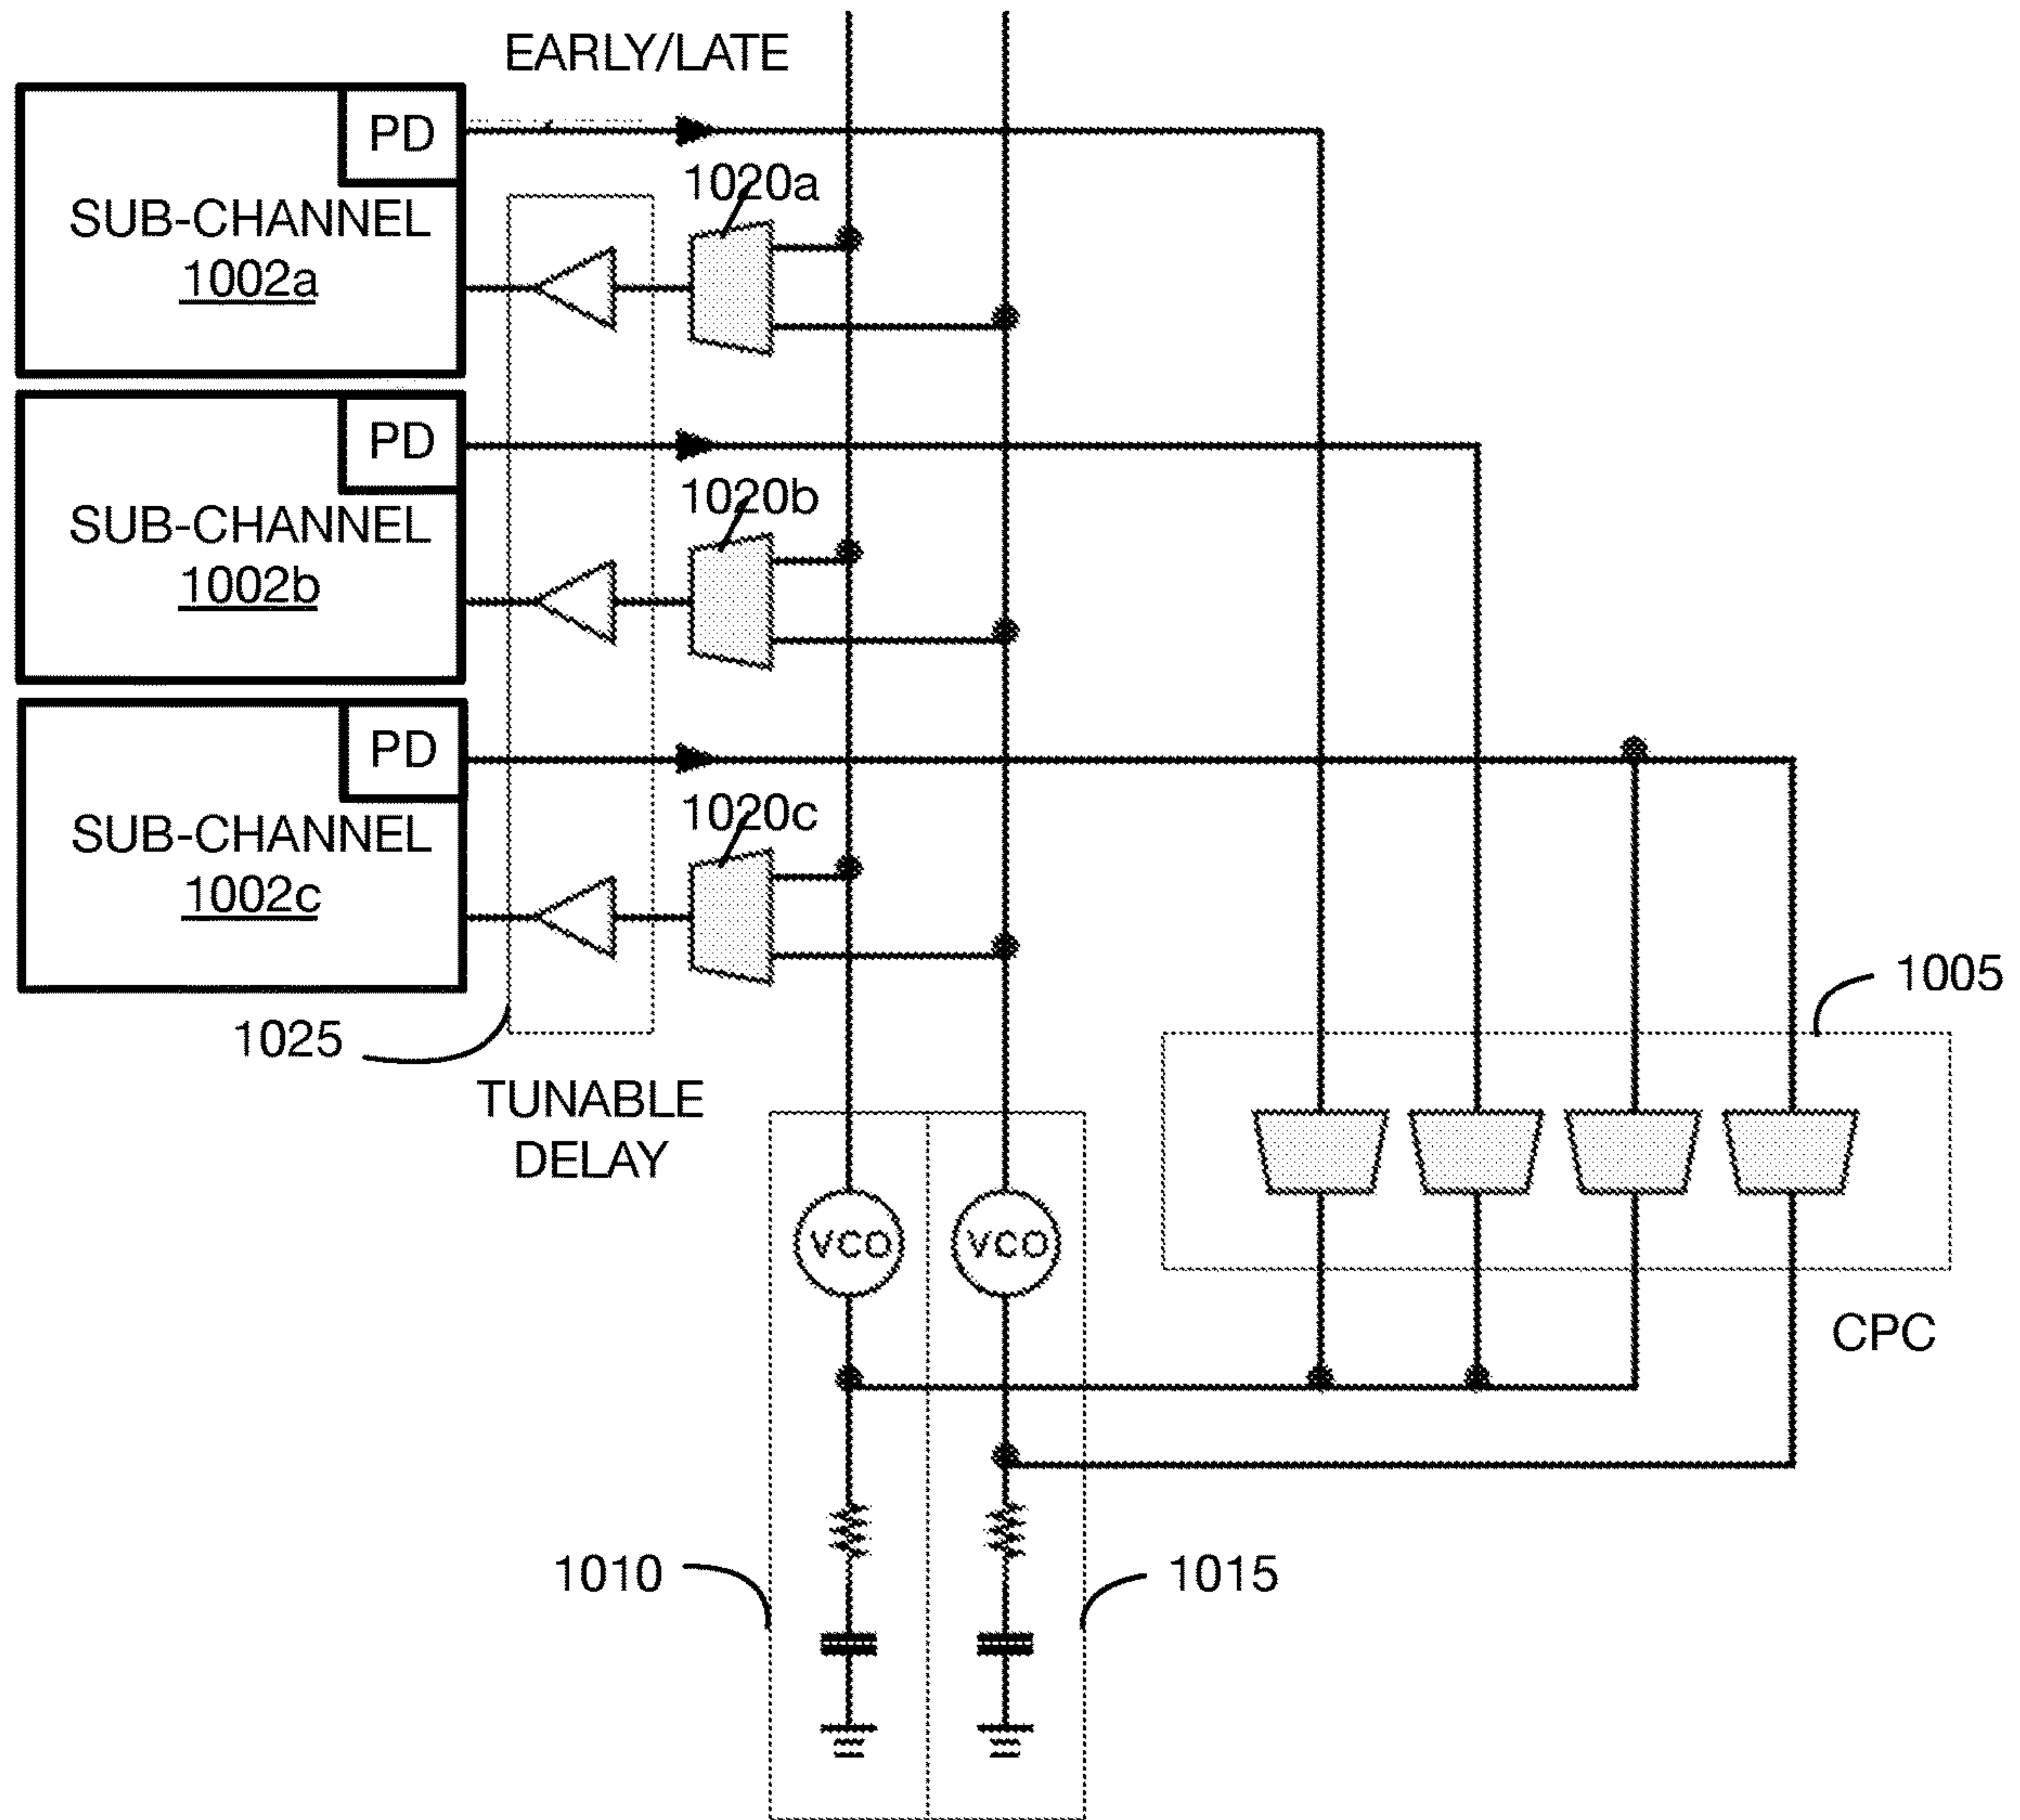 EARLY/LATE
PD
SUB-CHANNEL
1002a
1020a
PD
SUB-CHANNEL
1002b
1020b
PD
SUB-CHANNEL
1002c
1020c
1005
1025
TUNABLE
DELAY
VCO
VCO
CPC
1010
1015